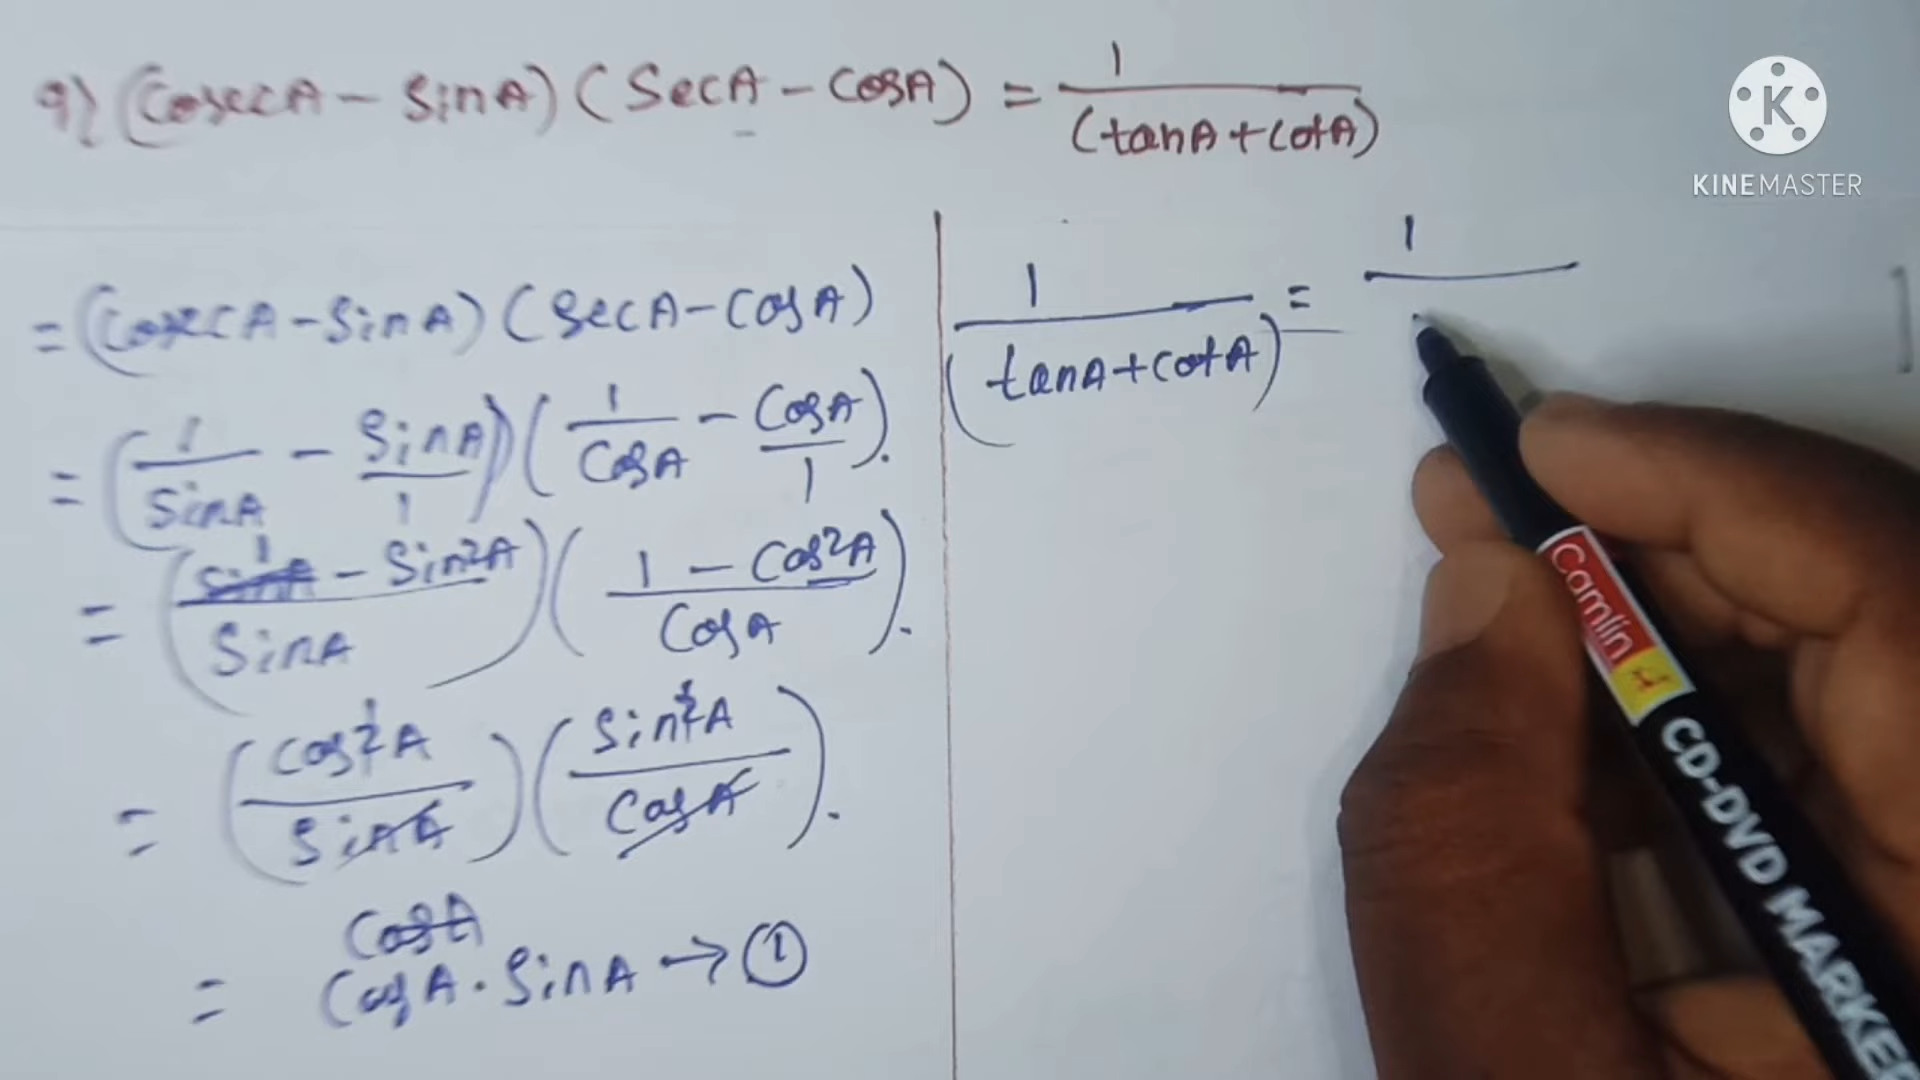 9) (CosecA - SinA) (SecA - CosA) = 1/(tanA + cotA)
KINEMASTER
= (CosecA - SinA) (SecA - CosA)
= (1/SinA - SinA/1) (1/CosA - CosA/1).
= (1 - Sin²A/SinA) (1 - Cos²A/CosA).
= (Cos²A/SinA) (Sin²A/CosA).
CosA
= CosA . SinA → ①
1/(tanA + cotA) = 1/
Camlin
CD-DVD MARKER